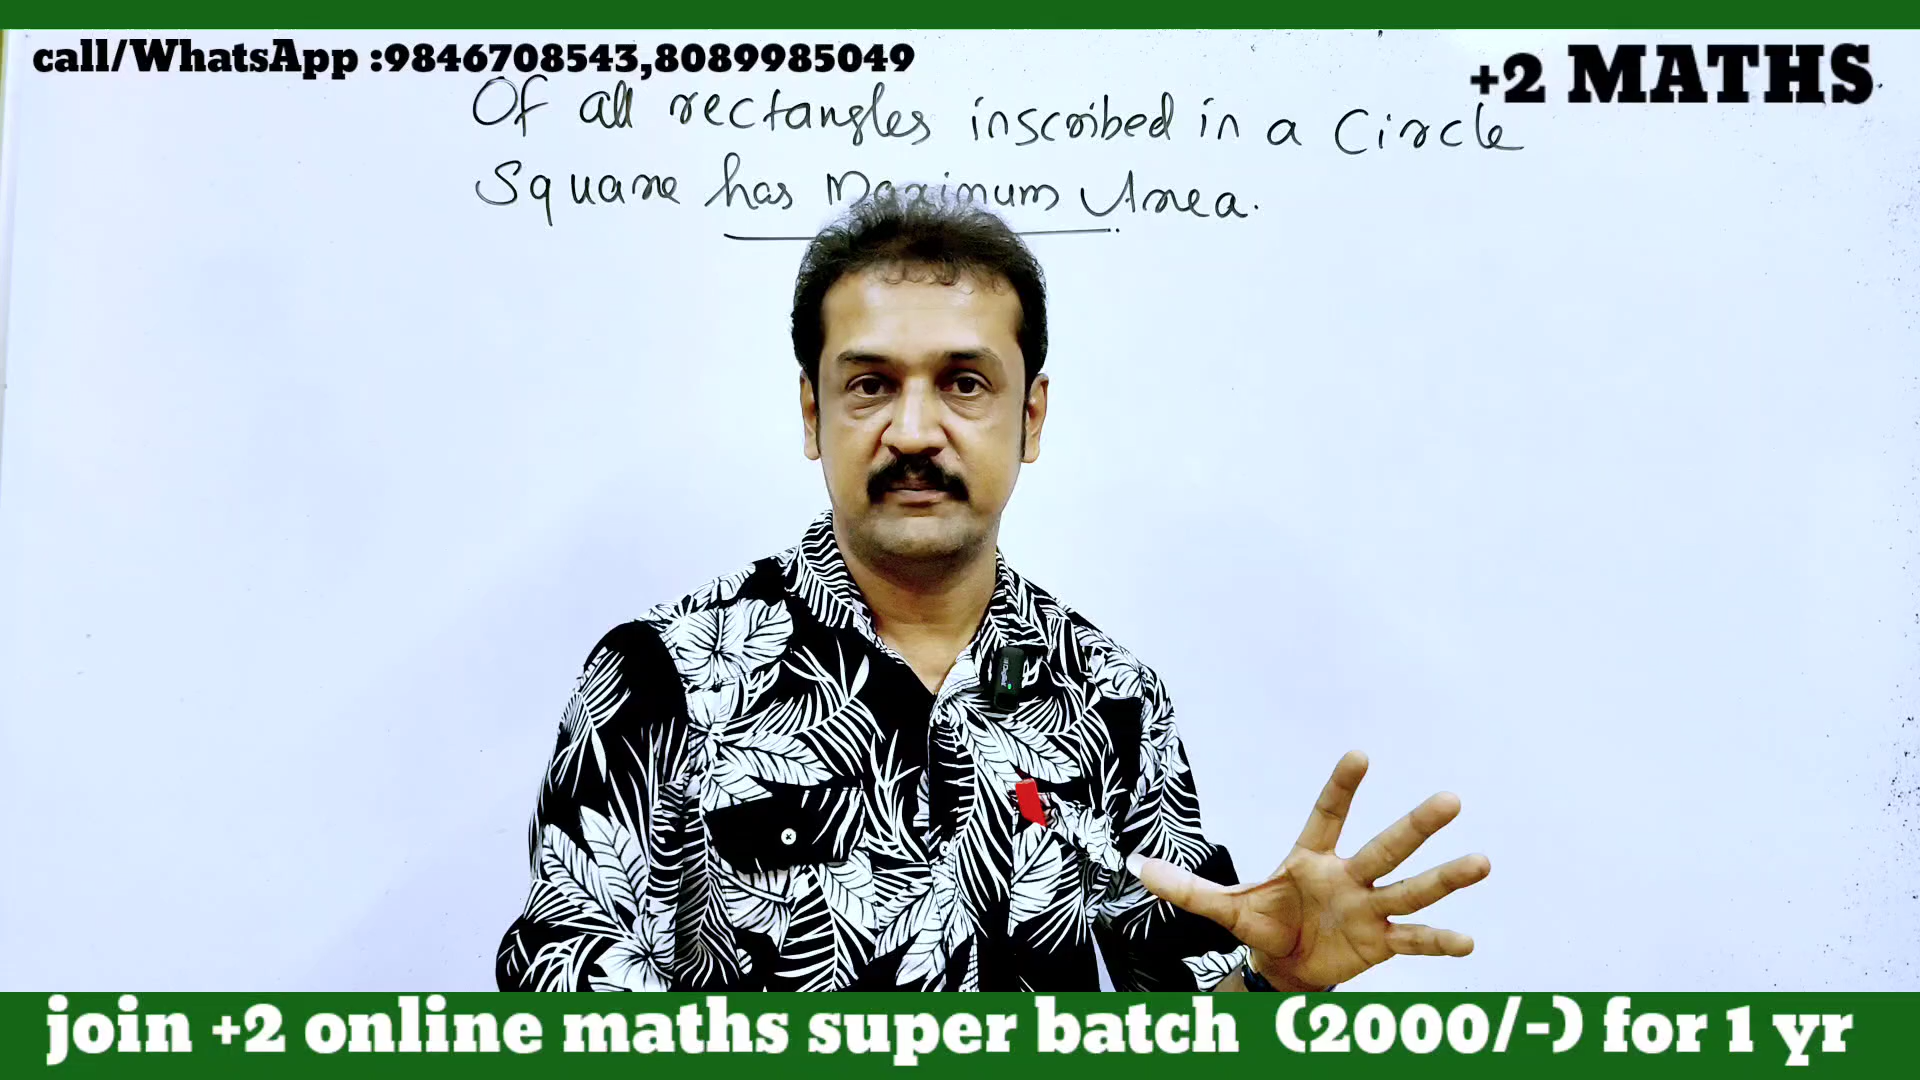 call/WhatsApp :9846708543,8089985049
+2 MATHS
Of all rectangles inscribed in a Circle
Square has Maximum Area.
join +2 online maths super batch (2000/-) for 1 yr